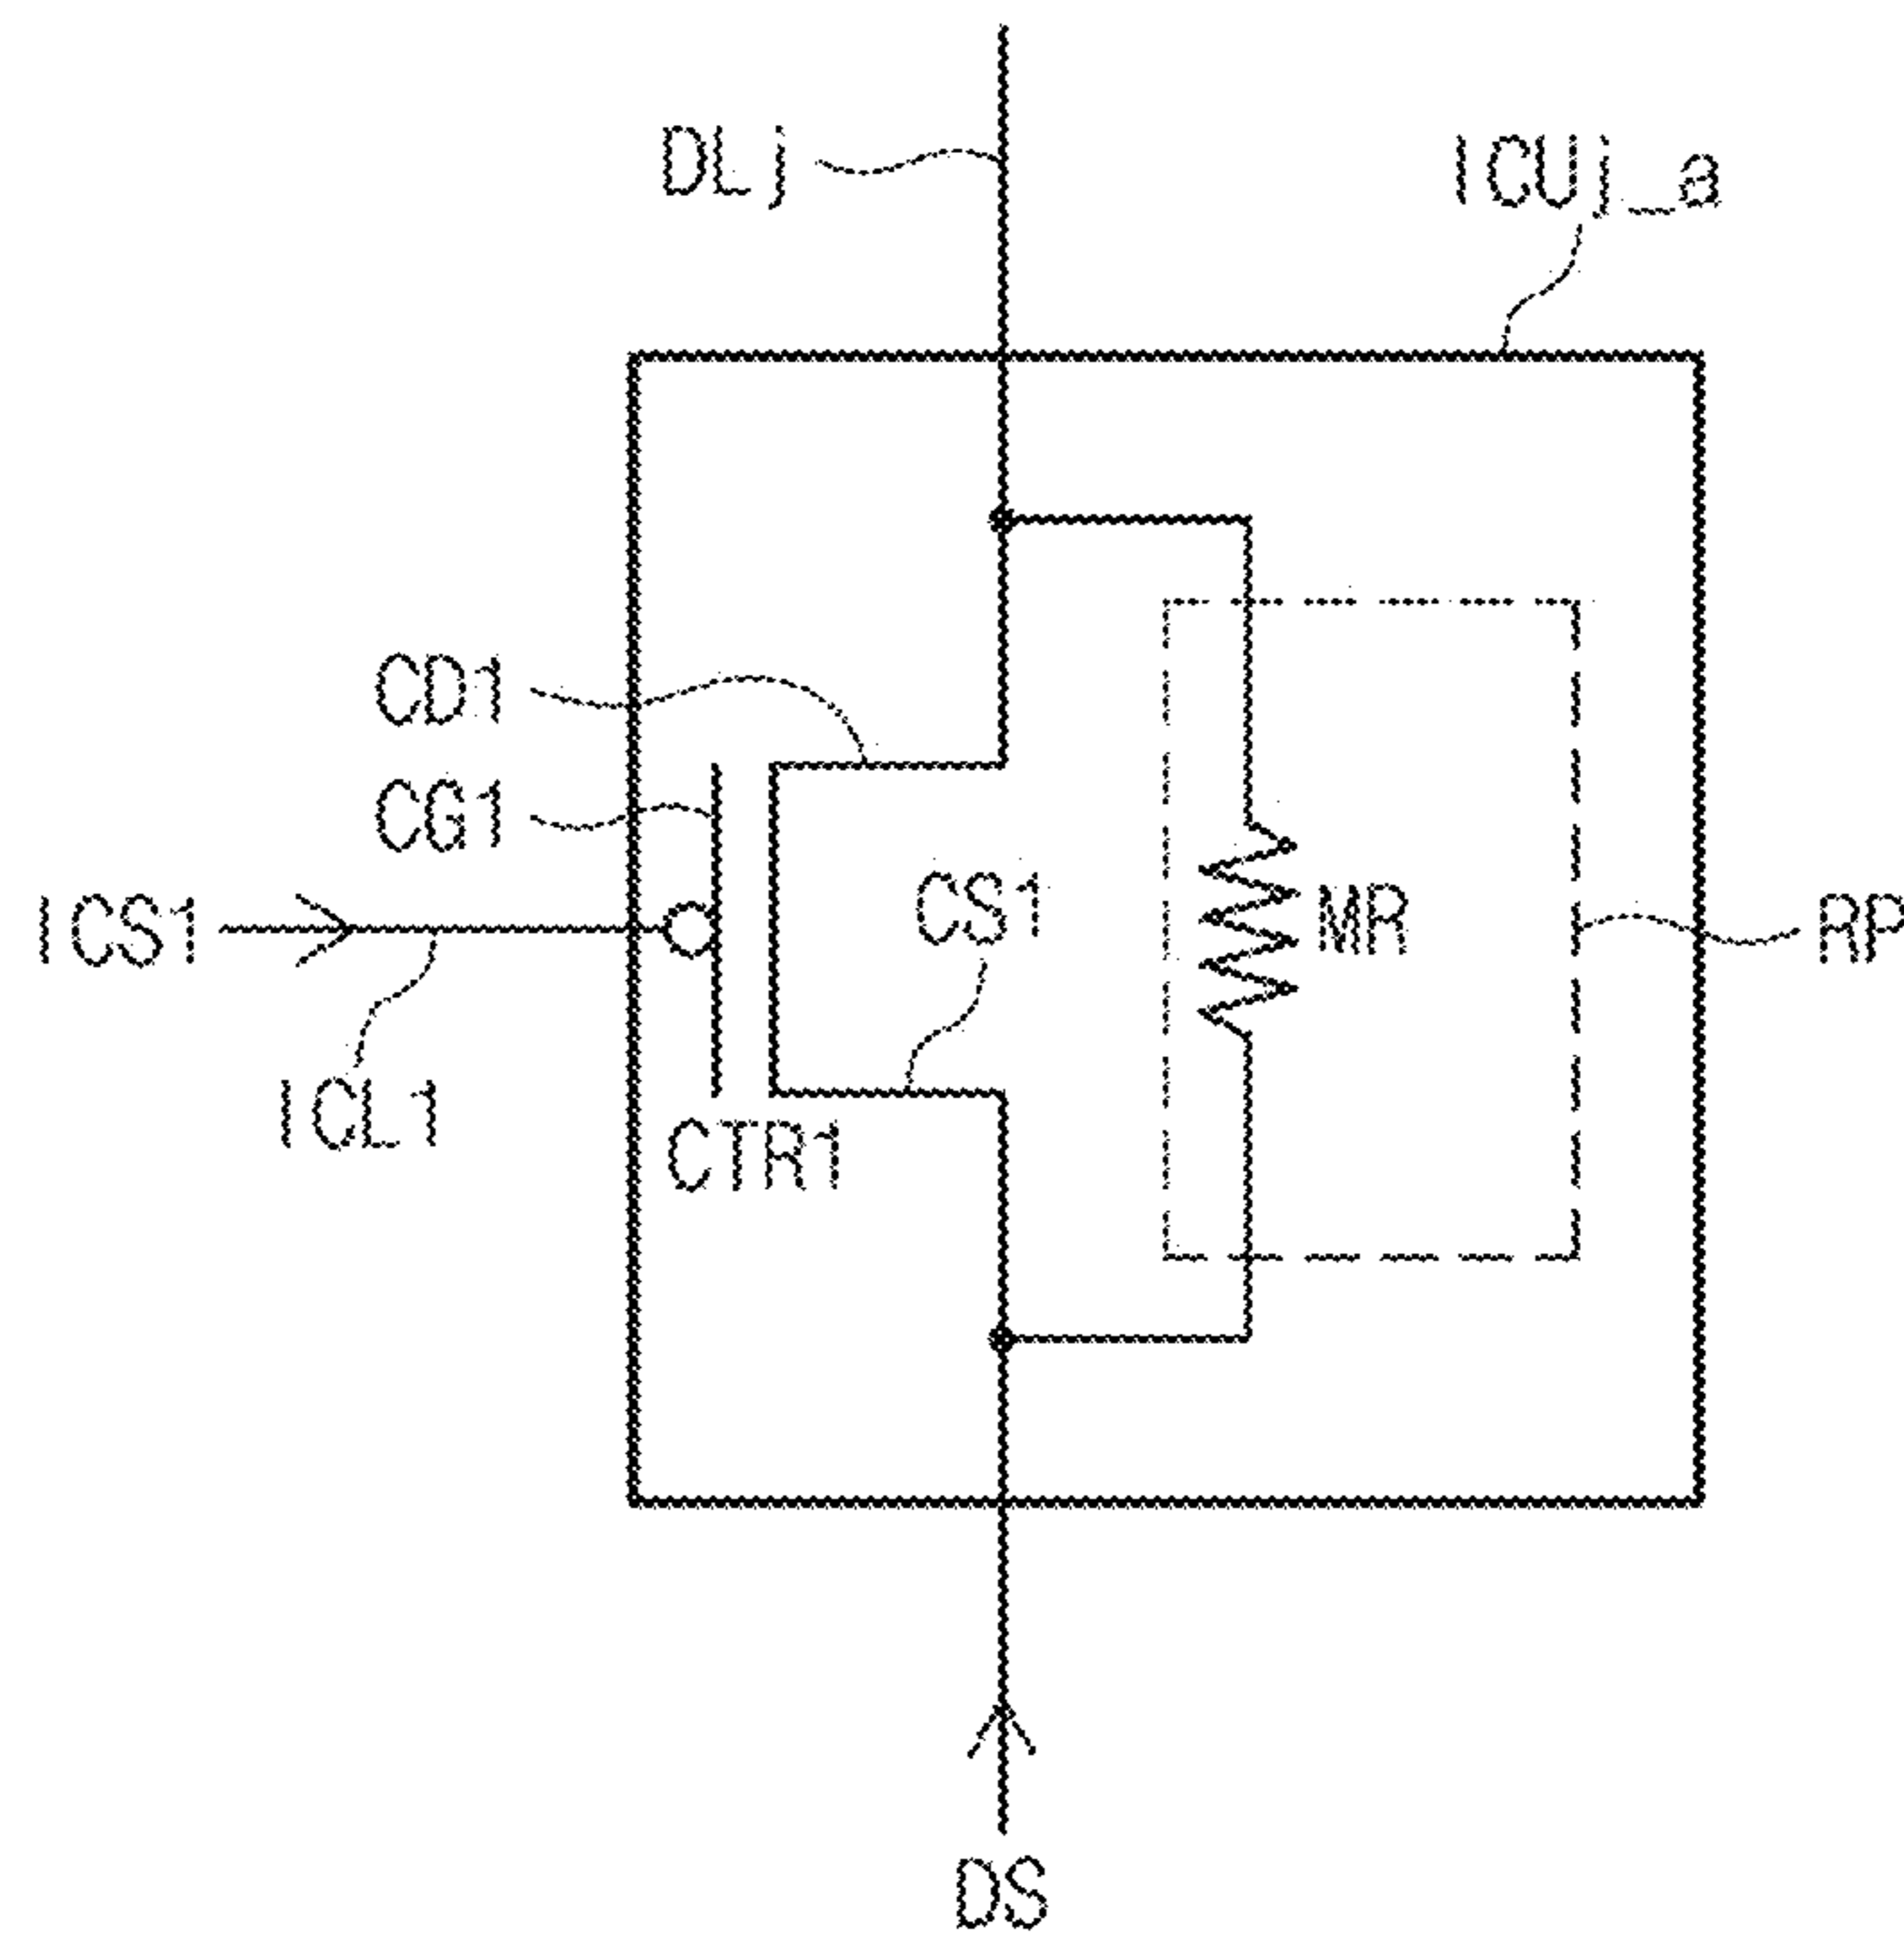 DLj
ICUj_a
CD1
CG1
CS1
MR
ICS1
RP
ICL1
CTR1
DS